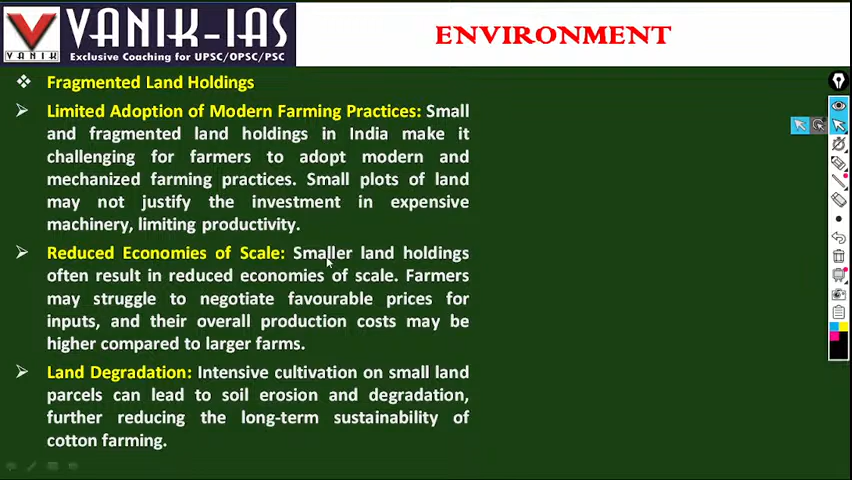 VANIK-IAS
VANIK
Exclusive Coaching for UPSC/OPSC/PSC
ENVIRONMENT
Fragmented Land Holdings
Limited Adoption of Modern Farming Practices: Small
and fragmented land holdings in India make it
challenging for farmers to adopt modern and
mechanized farming practices. Small plots of land
may not justify the investment in expensive
machinery, limiting productivity.
Reduced Economies of Scale: Smaller land holdings
often result in reduced economies of scale. Farmers
may struggle to negotiate favourable prices for
inputs, and their overall production costs may be
higher compared to larger farms.
Land Degradation: Intensive cultivation on small land
parcels can lead to soil erosion and degradation,
further reducing the long-term sustainability of
cotton farming.